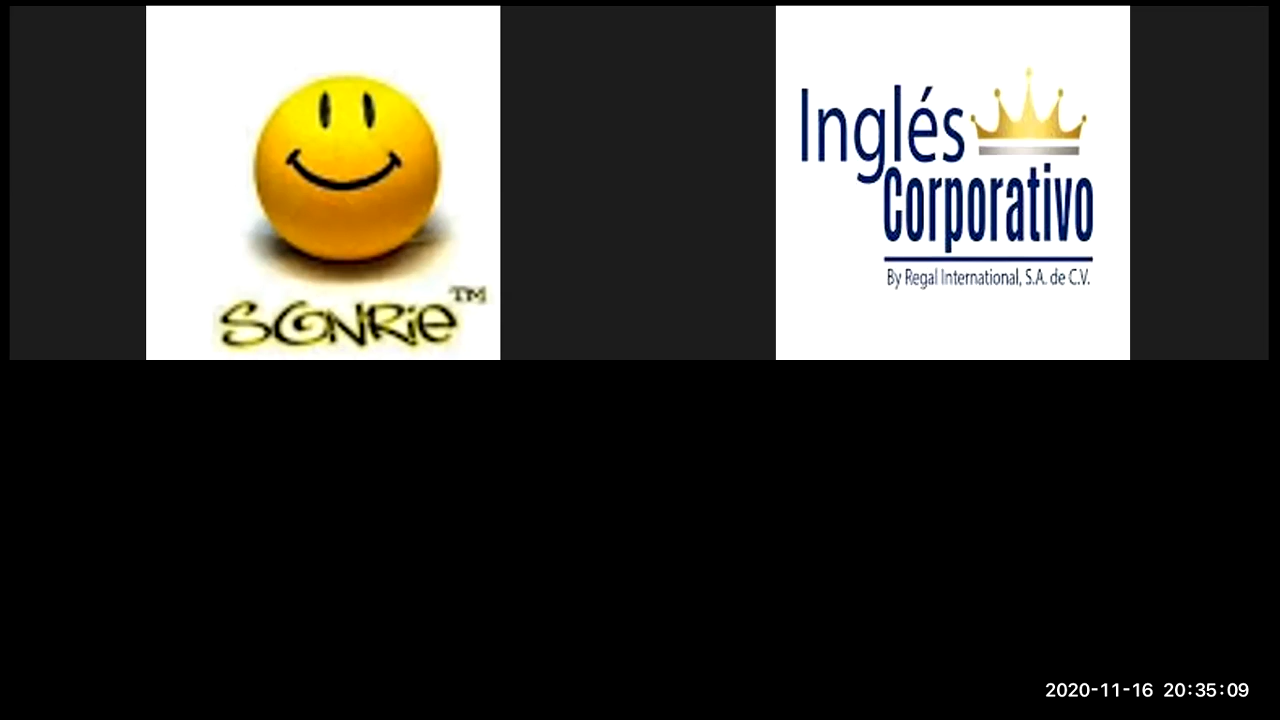 SONRIE™
Inglés
Corporativo
By Regal International, S.A. de C.V.
2020-11-16 20:35:09